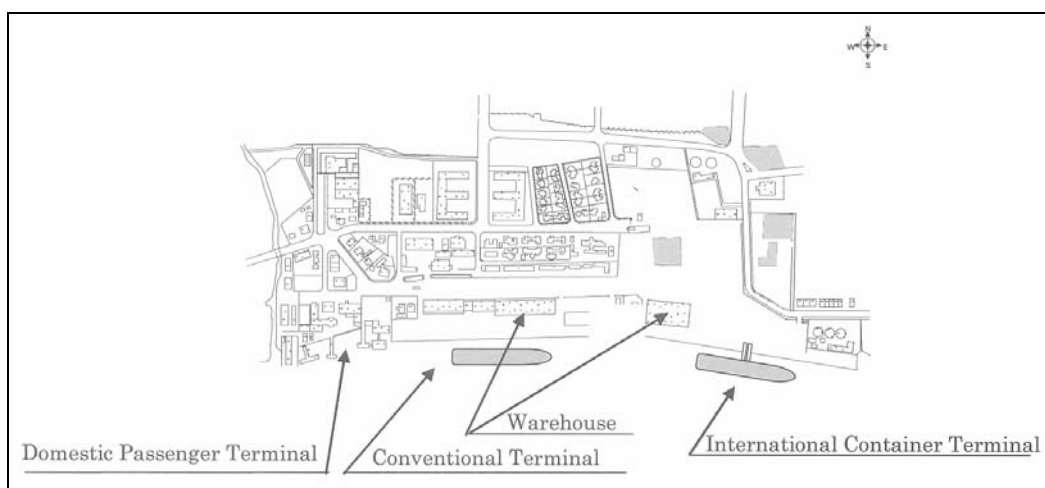 N
W E
S
Warehouse
Domestic Passenger Terminal
Conventional Terminal
International Container Terminal